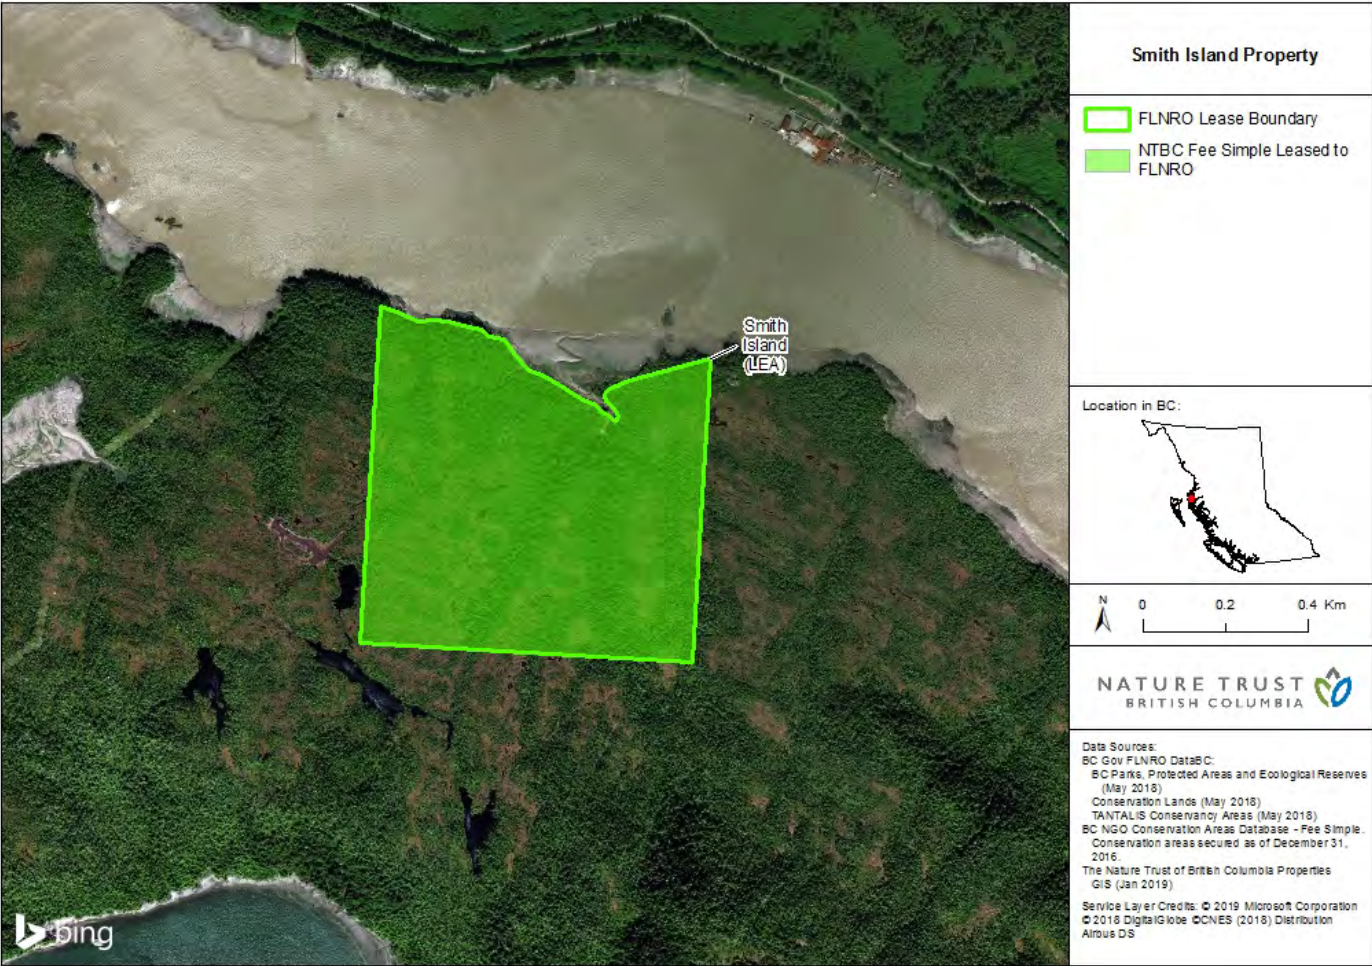 Smith Island Property
FLNRO Lease Boundary
NTBC Fee Simple Leased to
FLNRO
Smith
Island
(LEA)
Location in BC:
N
0 0.2 0.4 Km
NATURE TRUST
BRITISH COLUMBIA
Data Sources:
BC Gov FLNRO DataBC:
BC Parks, Protected Areas and Ecological Reserves
(May 2018)
Conservation Lands (May 2018)
TANTALIS Conservancy Areas (May 2018)
BC NGO Conservation Areas Database - Fee Simple.
Conservation areas secured as of December 31,
2016.
The Nature Trust of British Columbia Properties
GIS (Jan 2019)
Service Layer Credits: © 2019 Microsoft Corporation
© 2018 DigitalGlobe ©CNES (2018) Distribution
Airbus DS
bing